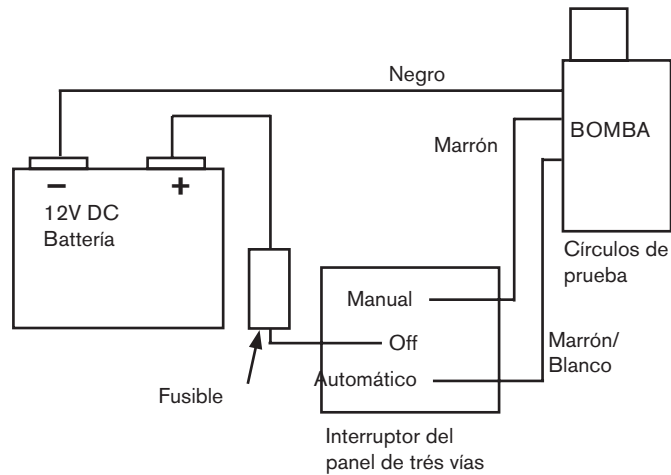 Negro
Marrón
BOMBA
–
+
12V DC
Battería
Círculos de
prueba
Manual
Off
Automático
Marrón/
Blanco
Fusible
Interruptor del
panel de trés vías